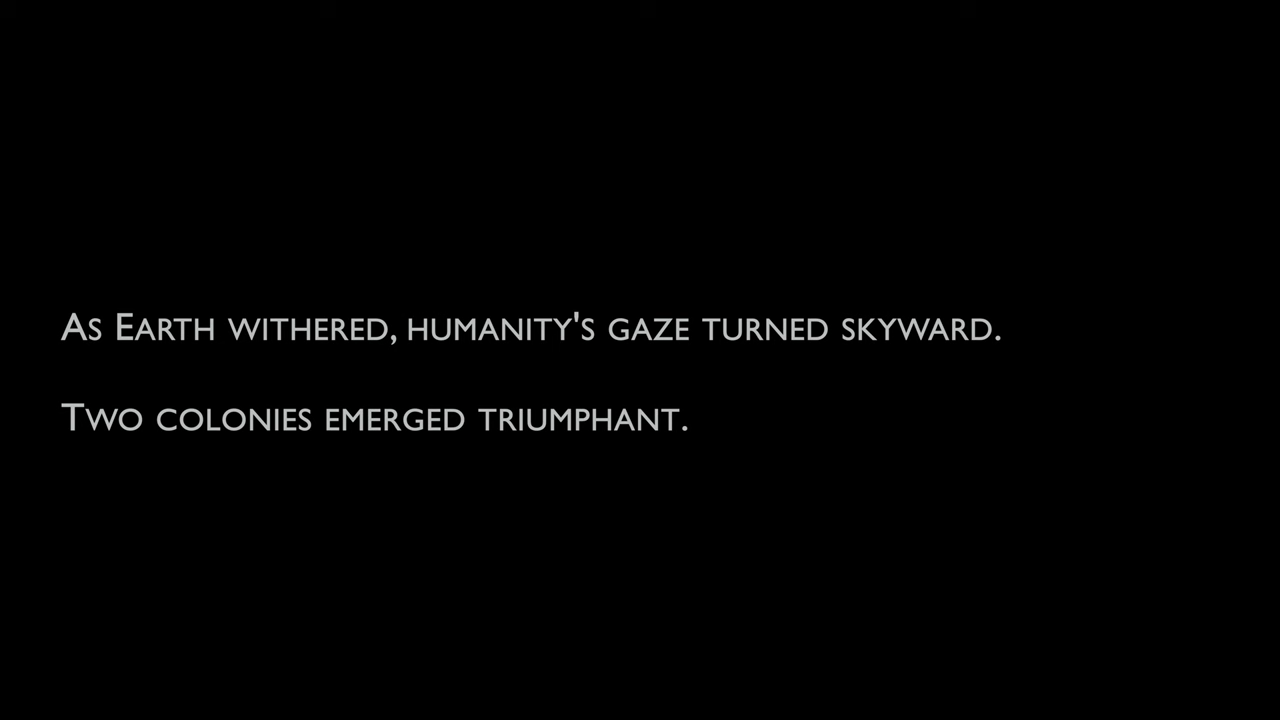 As Earth withered, humanity's gaze turned skyward.
Two colonies emerged triumphant.